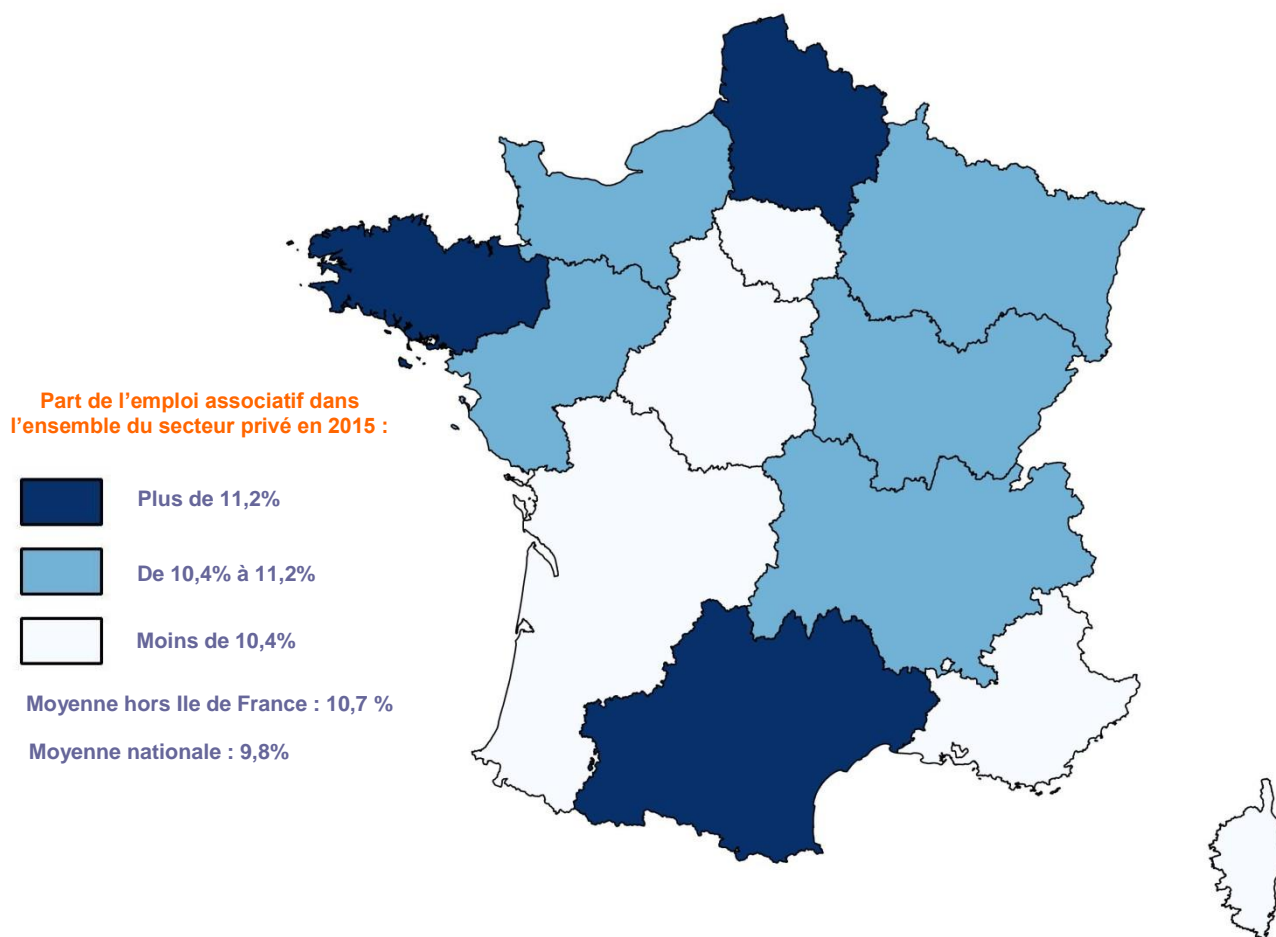 Part de l’emploi associatif dans
l’ensemble du secteur privé en 2015 :
Plus de 11,2%
De 10,4% à 11,2%
Moins de 10,4%
Moyenne hors Ile de France : 10,7 %
Moyenne nationale : 9,8%